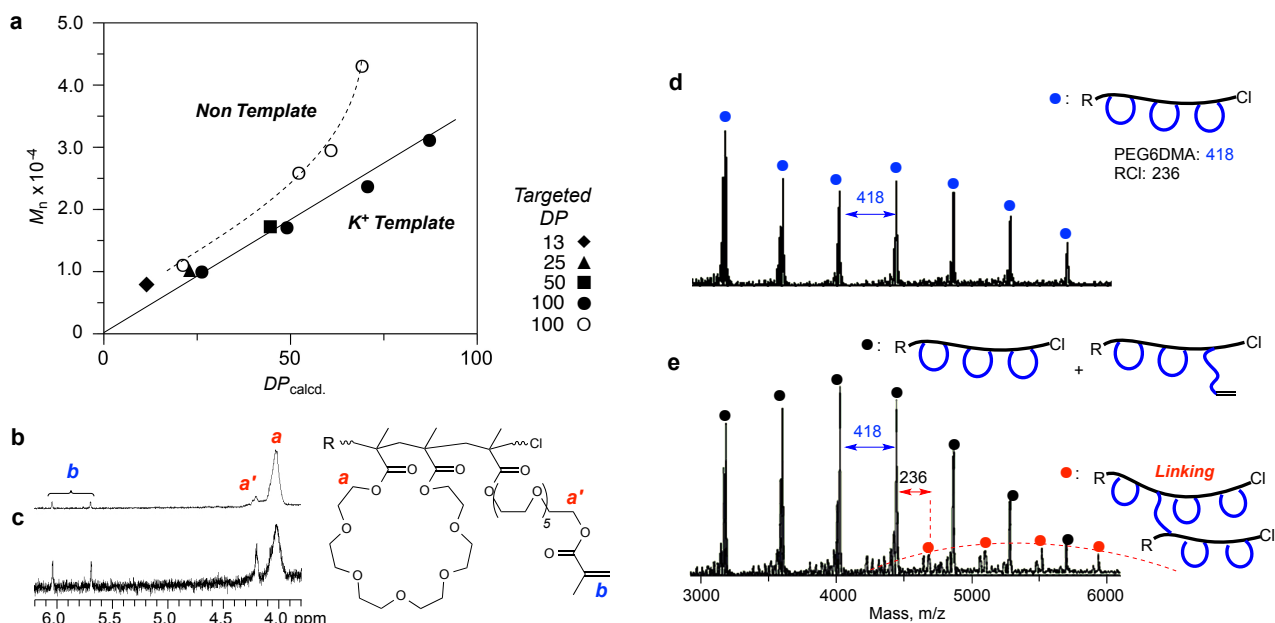 a
5.0
4.0
3.0
2.0
1.0
0
Mn x 10-4
0
50
100
DPcalcd.
Non Template
K+ Template
Targeted
DP
13
25
50
100
100
b
c
b
a'
a
6.0
5.5
5.0
4.5
4.0
ppm
R
Cl
O
O
O
O
O
O
a
O
O
O
O
O
O
5
a'
O
O
b
d
: R
Cl
PEG6DMA: 418
RCl: 236
418
e
: R
Cl
+
R
Cl
418
236
: Linking
R
Cl
R
Cl
3000
4000
5000
6000
Mass, m/z